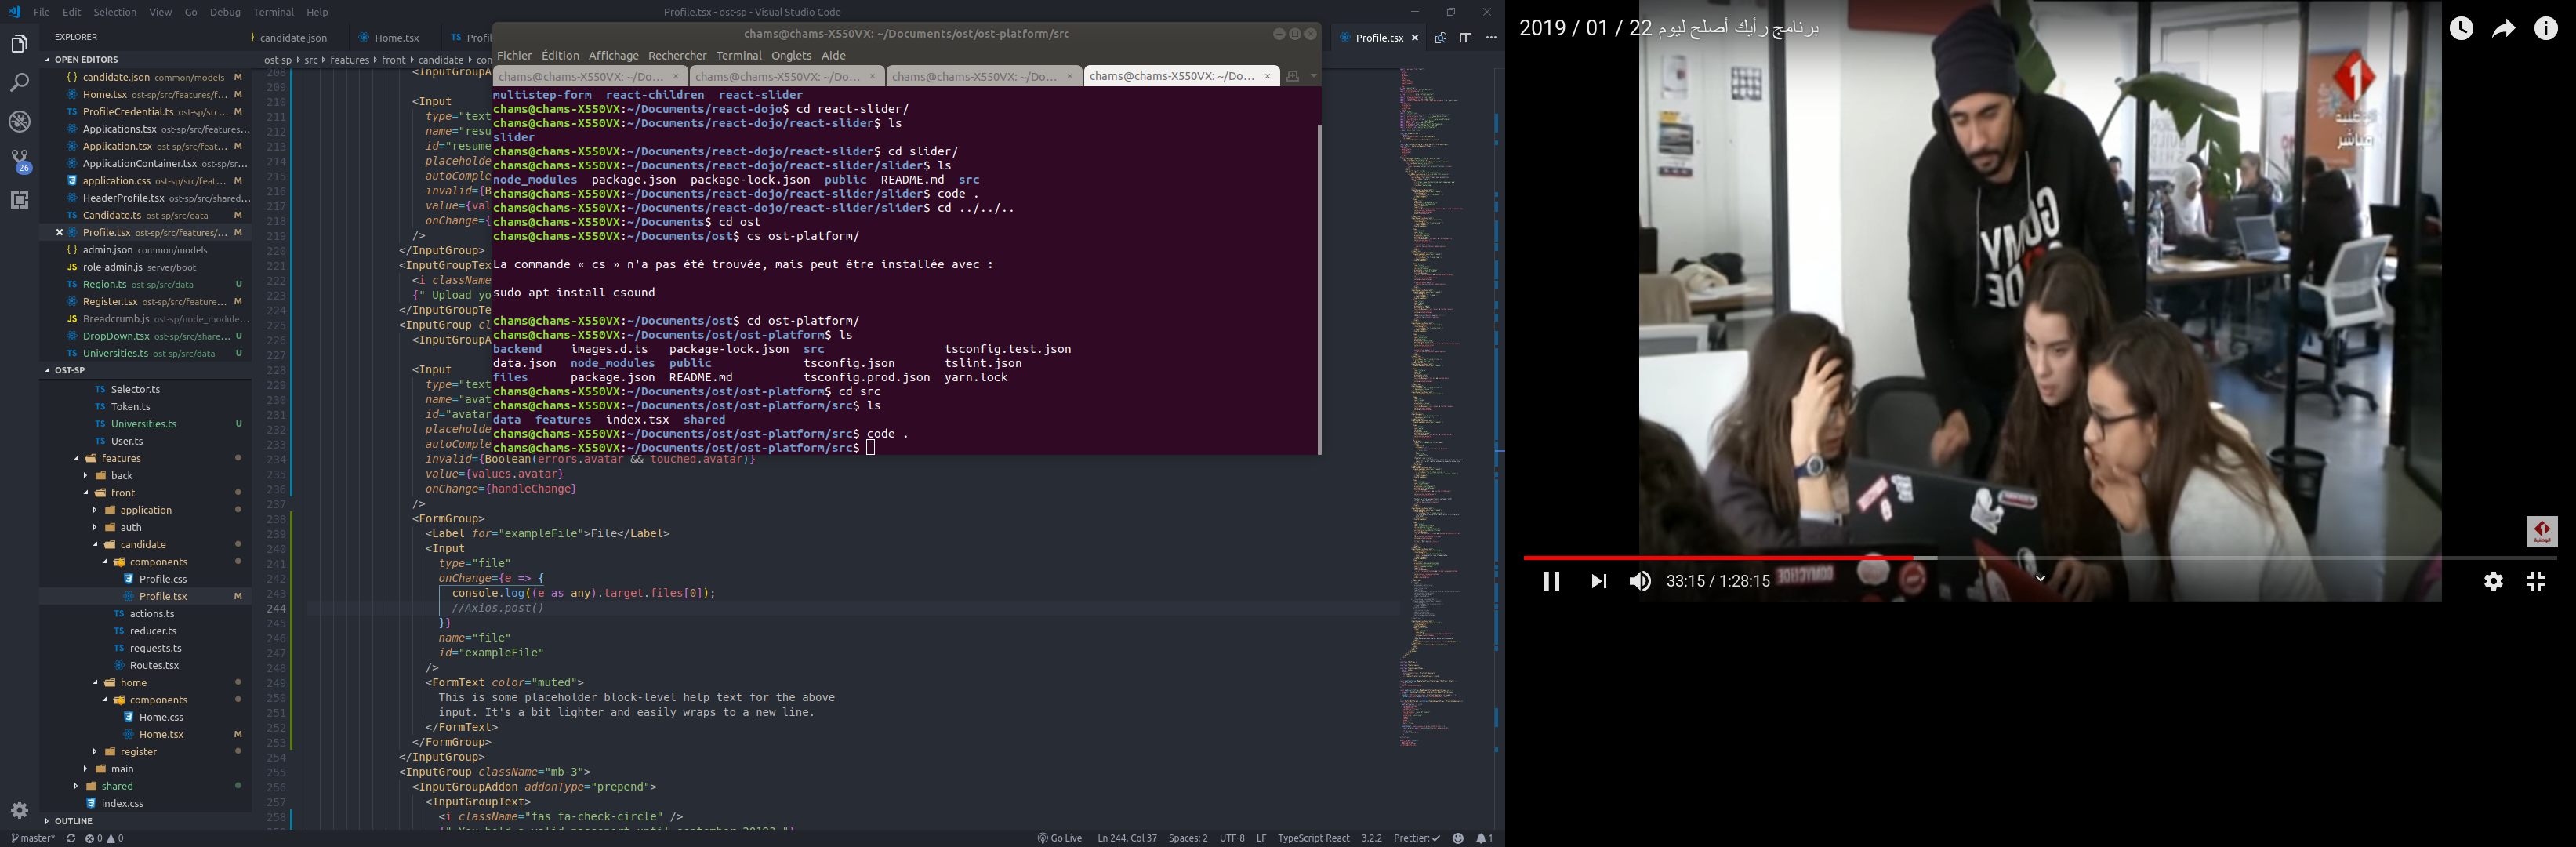 File Edit Selection View Go Debug Terminal Help
Profile.tsx - ost-sp - Visual Studio Code
EXPLORER
OPEN EDITORS
candidate.json common/models M
Home.tsx ost-sp/src/features/f... M
ProfileCredential.ts ost-sp/src... M
Applications.tsx ost-sp/src/features...
Application.tsx ost-sp/src/feat... M
ApplicationContainer.tsx ost-sp/sr...
application.css ost-sp/src/feat... M
HeaderProfile.tsx ost-sp/src/shared...
Candidate.ts ost-sp/src/data M
Profile.tsx ost-sp/src/features/... M
admin.json common/models
role-admin.js server/boot
Region.ts ost-sp/src/data U
Register.tsx ost-sp/src/feature... M
Breadcrumb.js ost-sp/node_module...
DropDown.tsx ost-sp/src/share... U
Universities.ts ost-sp/src/data U
OST-SP
Selector.ts
Token.ts
Universities.ts U
User.ts
features
back
front
application
auth
candidate
components
Profile.css
Profile.tsx M
actions.ts
reducer.ts
requests.ts
Routes.tsx
home
components
Home.css
Home.tsx M
register
main
shared
index.css
OUTLINE
26
candidate.json Home.tsx Profil
Profile.tsx
ost-sp › src › features › front › candidate › con
208 <InputGroupA
209
210 <Input
211 type="text
212 name="resu
213 id="resume
214 placeholde
215 autoComple
216 invalid={B
217 value={val
218 onChange={
219 />
220 </InputGroup>
221 <InputGroupTex
222 <i className
223 {" Upload yo
224 </InputGroupTe
225 <InputGroup cl
226 <InputGroupA
227
228 <Input
229 type="text
230 name="avat
231 id="avatar
232 placeholde
233 autoComple
234 invalid={Boolean(errors.avatar && touched.avatar)}
235 value={values.avatar}
236 onChange={handleChange}
237 />
238 <FormGroup>
239 <Label for="exampleFile">File</Label>
240 <Input
241 type="file"
242 onChange={e => {
243 console.log((e as any).target.files[0]);
244 //Axios.post()
245 }}
246 name="file"
247 id="exampleFile"
248 />
249 <FormText color="muted">
250 This is some placeholder block-level help text for the above
251 input. It's a bit lighter and easily wraps to a new line.
252 </FormText>
253 </FormGroup>
254 </InputGroup>
255 <InputGroup className="mb-3">
256 <InputGroupAddon addonType="prepend">
257 <InputGroupText>
258 <i className="fas fa-check-circle" />
master* 0 0
Go Live Ln 244, Col 37 Spaces: 2 UTF-8 LF TypeScript React 3.2.2 Prettier: ✓ 1
chams@chams-X550VX: ~/Documents/ost/ost-platform/src
Fichier Édition Affichage Rechercher Terminal Onglets Aide
chams@chams-X550VX: ~/Do... chams@chams-X550VX: ~/Do... chams@chams-X550VX: ~/Do... chams@chams-X550VX: ~/Do...
multistep-form react-children react-slider
chams@chams-X550VX:~/Documents/react-dojo$ cd react-slider/
chams@chams-X550VX:~/Documents/react-dojo/react-slider$ ls
slider
chams@chams-X550VX:~/Documents/react-dojo/react-slider$ cd slider/
chams@chams-X550VX:~/Documents/react-dojo/react-slider/slider$ ls
node_modules package.json package-lock.json public README.md src
chams@chams-X550VX:~/Documents/react-dojo/react-slider/slider$ code .
chams@chams-X550VX:~/Documents/react-dojo/react-slider/slider$ cd ../../..
chams@chams-X550VX:~/Documents$ cd ost
chams@chams-X550VX:~/Documents/ost$ cs ost-platform/
La commande « cs » n'a pas été trouvée, mais peut être installée avec :
sudo apt install csound
chams@chams-X550VX:~/Documents/ost$ cd ost-platform/
chams@chams-X550VX:~/Documents/ost/ost-platform$ ls
backend images.d.ts package-lock.json src tsconfig.test.json
data.json node_modules public tsconfig.json tslint.json
files package.json README.md tsconfig.prod.json yarn.lock
chams@chams-X550VX:~/Documents/ost/ost-platform$ cd src
chams@chams-X550VX:~/Documents/ost/ost-platform/src$ ls
data features index.tsx shared
chams@chams-X550VX:~/Documents/ost/ost-platform/src$ code .
chams@chams-X550VX:~/Documents/ost/ost-platform/src$
برنامج رأيك أصلح ليوم 22 / 01 / 2019
الوطنية
مباشر
GO MY CODE
33:15 / 1:28:15